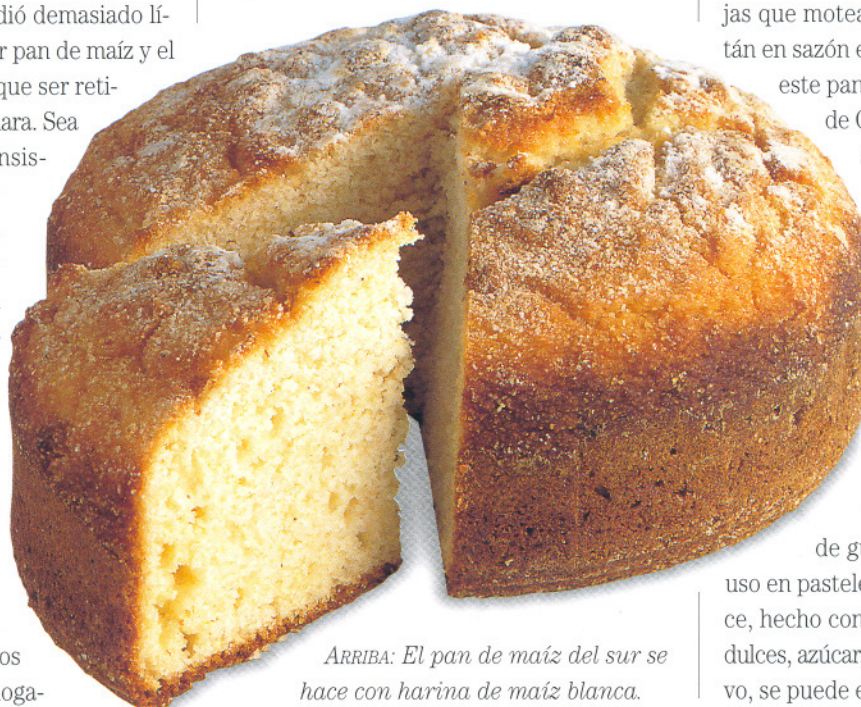 dió demasiado lí-
r pan de maíz y el
que ser reti-
ara. Sea
nsis-
os
oga-
ARRIBA: El pan de maíz del sur se
hace con harina de maíz blanca.
jas que motea
tán en sazón e
este pan
de
de g
uso en pastele
ce, hecho con
dulces, azúcar
vo, se puede e